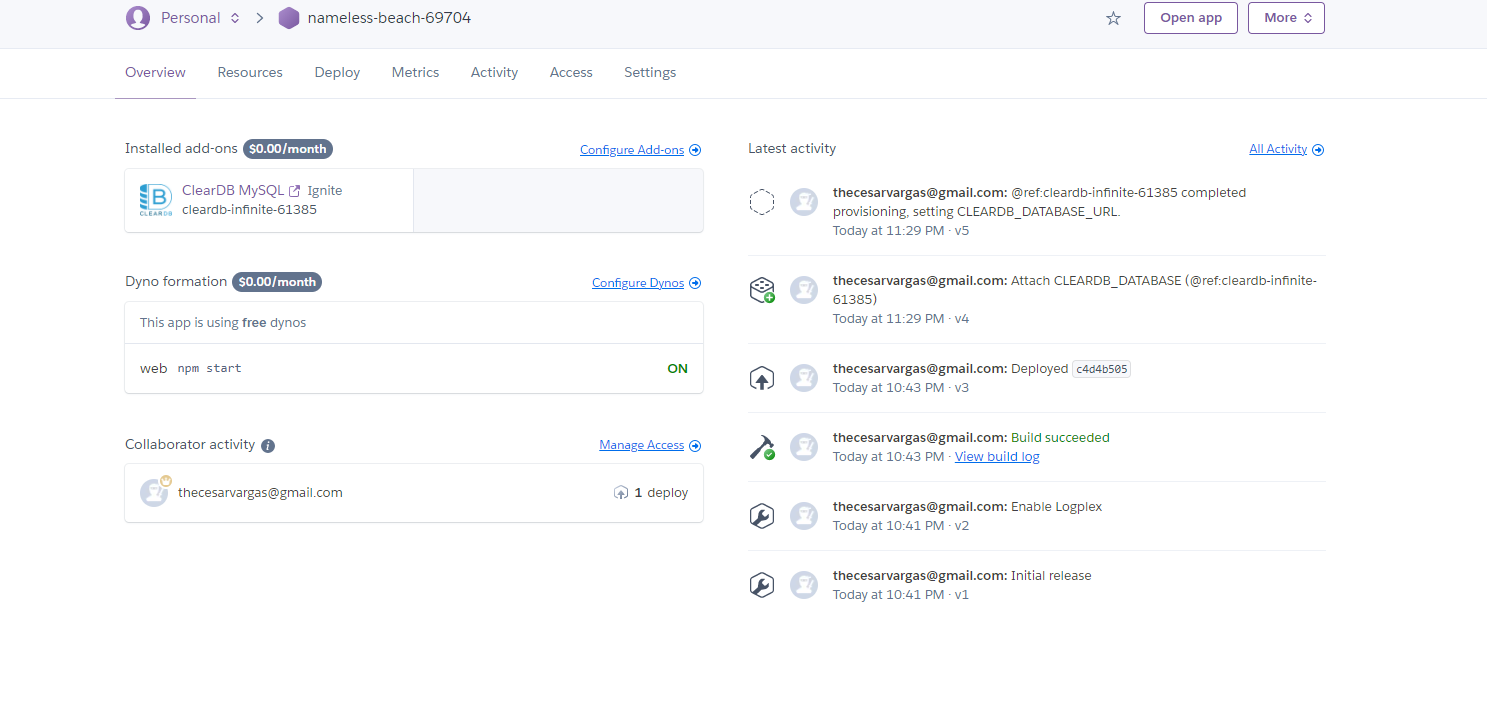 Personal
nameless-beach-69704
Open app
More
Overview
Resources
Deploy
Metrics
Activity
Access
Settings
Installed add-ons
$0.00/month
Configure Add-ons
CLEARDB
ClearDB MySQL
Ignite
cleardb-infinite-61385
Dyno formation
$0.00/month
Configure Dynos
This app is using free dynos
web npm start
ON
Collaborator activity
Manage Access
thecesarvargas@gmail.com
1 deploy
Latest activity
All Activity
thecesarvargas@gmail.com: @ref:cleardb-infinite-61385 completed
provisioning, setting CLEARDB_DATABASE_URL.
Today at 11:29 PM · v5
thecesarvargas@gmail.com: Attach CLEARDB_DATABASE (@ref:cleardb-infinite-
61385)
Today at 11:29 PM · v4
thecesarvargas@gmail.com: Deployed c4d4b505
Today at 10:43 PM · v3
thecesarvargas@gmail.com: Build succeeded
Today at 10:43 PM · View build log
thecesarvargas@gmail.com: Enable Logplex
Today at 10:41 PM · v2
thecesarvargas@gmail.com: Initial release
Today at 10:41 PM · v1